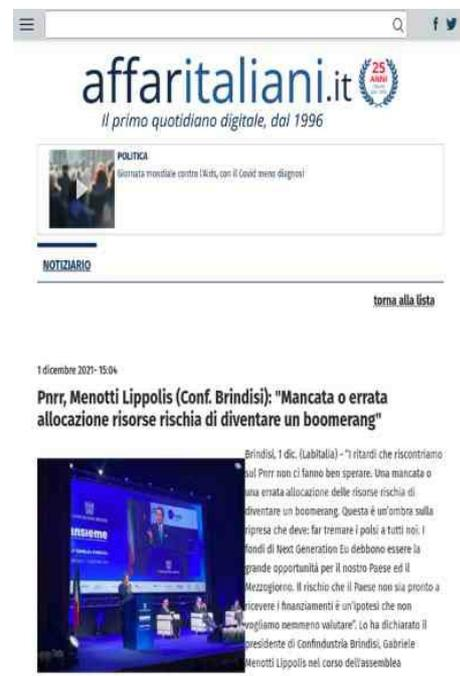 affaritaliani.it
25
ANNI
Il primo quotidiano digitale, dal 1996
POLITICA
Giornata mondiale contro l'Aids, con il Covid meno diagnosi
NOTIZIARIO
torna alla lista
1 dicembre 2021- 15:04
Pnrr, Menotti Lippolis (Conf. Brindisi): "Mancata o errata
allocazione risorse rischia di diventare un boomerang"
Brindisi, 1 dic. (Labitalia) - "I ritardi che riscontriamo
sul Pnrr non ci fanno ben sperare. Una mancata o
una errata allocazione delle risorse rischia di
diventare un boomerang. Questa è un'ombra sulla
ripresa che deve: far tremare i polsi a tutti noi. I
fondi di Next Generation Eu debbono essere la
grande opportunità per il nostro Paese ed il
Mezzogiorno. Il rischio che il Paese non sia pronto a
ricevere i finanziamenti è un'ipotesi che non
vogliamo nemmeno valutare". Lo ha dichiarato il
presidente di Confindustria Brindisi, Gabriele
Menotti Lippolis nel corso dell'assemblea
insieme